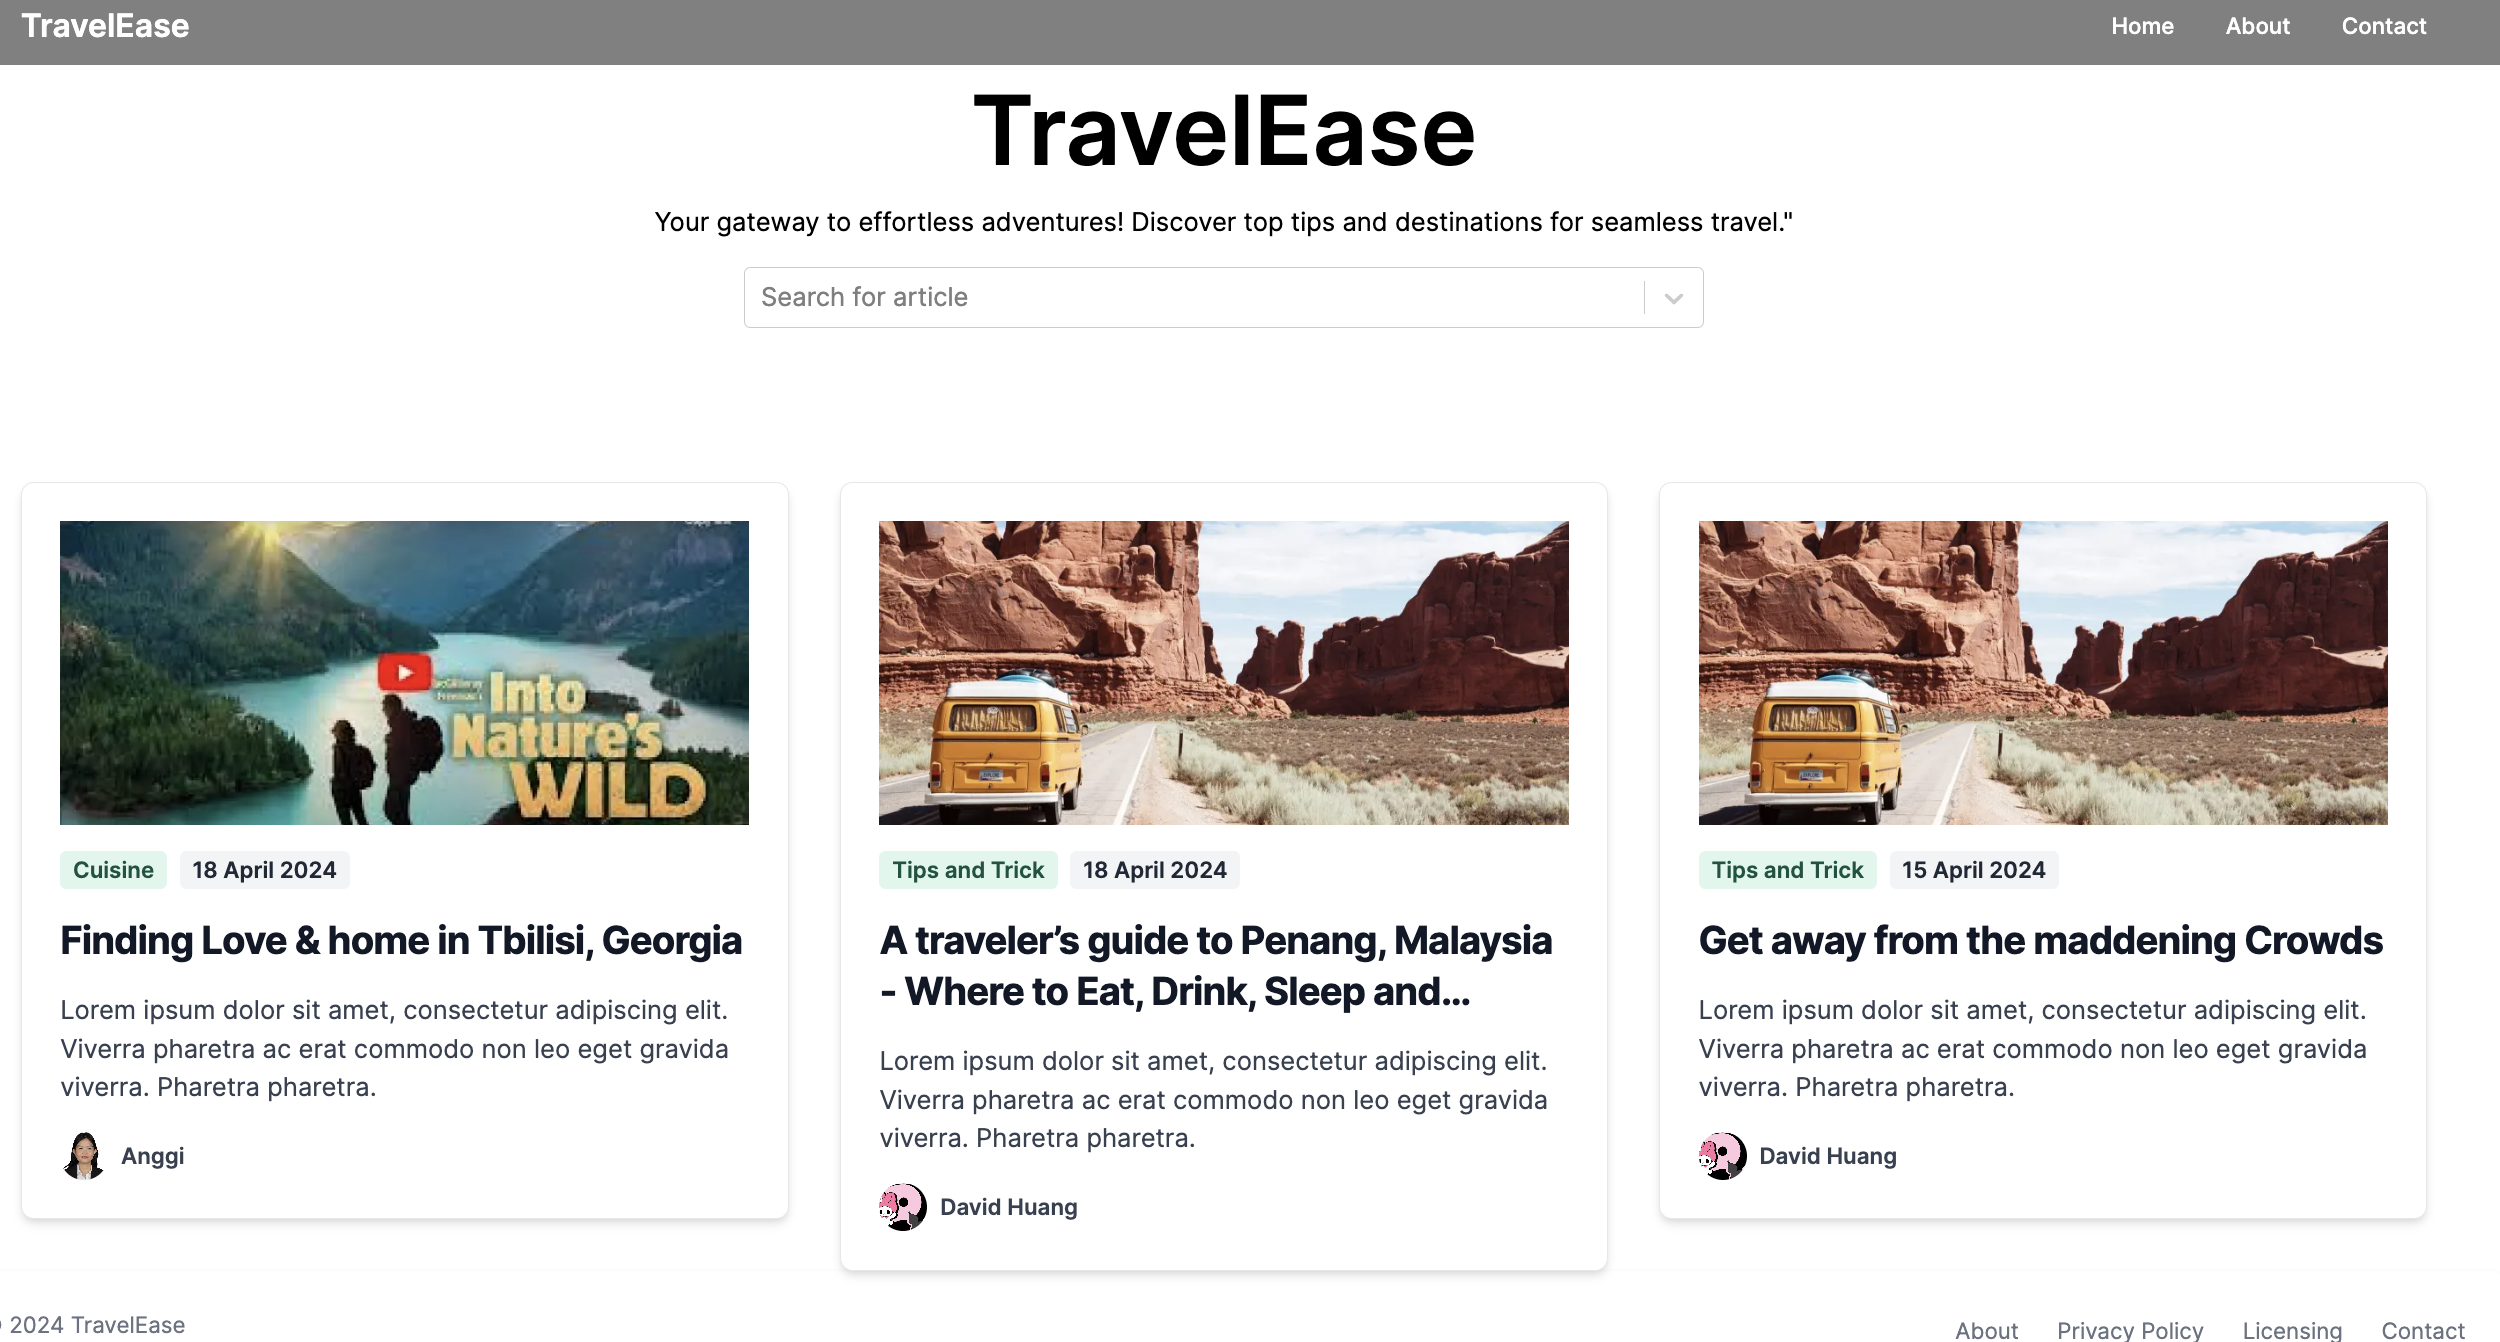 TravelEase
Home About Contact
TravelEase
Your gateway to effortless adventures! Discover top tips and destinations for seamless travel."
Search for article
Into
Nature's
WILD
Cuisine 18 April 2024
Finding Love & home in Tbilisi, Georgia
Lorem ipsum dolor sit amet, consectetur adipiscing elit.
Viverra pharetra ac erat commodo non leo eget gravida
viverra. Pharetra pharetra.
Anggi
Tips and Trick 18 April 2024
A traveler’s guide to Penang, Malaysia
- Where to Eat, Drink, Sleep and...
Lorem ipsum dolor sit amet, consectetur adipiscing elit.
Viverra pharetra ac erat commodo non leo eget gravida
viverra. Pharetra pharetra.
David Huang
Tips and Trick 15 April 2024
Get away from the maddening Crowds
Lorem ipsum dolor sit amet, consectetur adipiscing elit.
Viverra pharetra ac erat commodo non leo eget gravida
viverra. Pharetra pharetra.
David Huang
2024 TravelEase
About Privacy Policy Licensing Contact